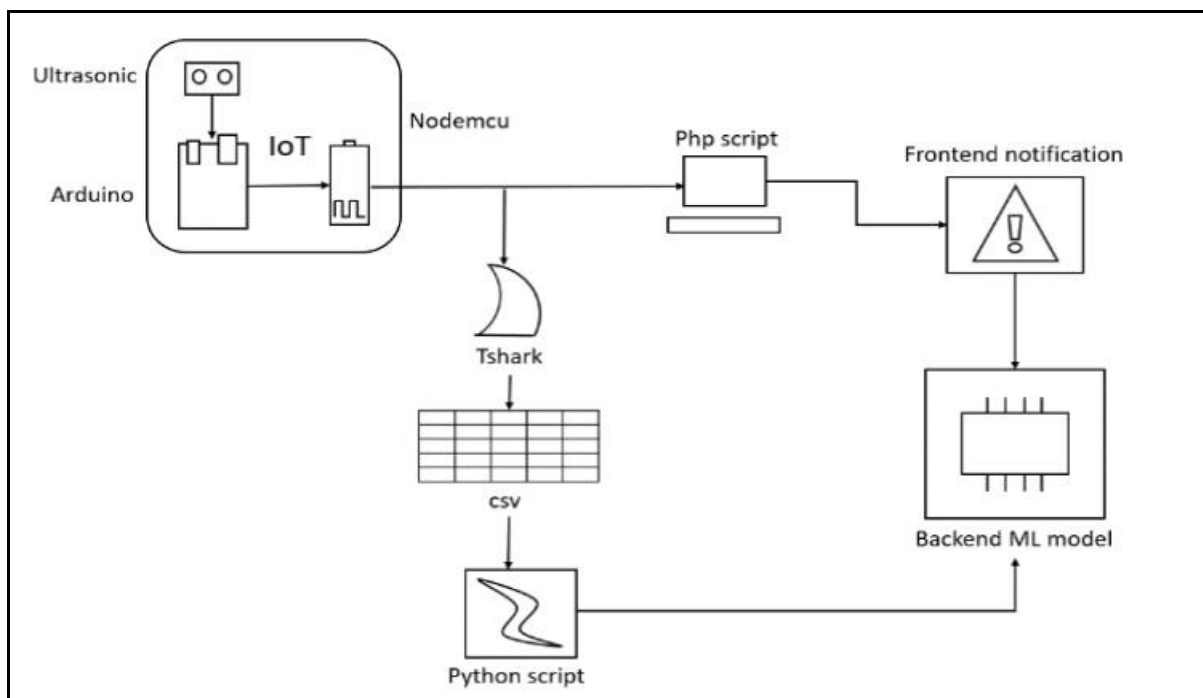 Ultrasonic
IoT
Nodemcu
Arduino
Php script
Frontend notification
Tshark
csv
Backend ML model
Python script